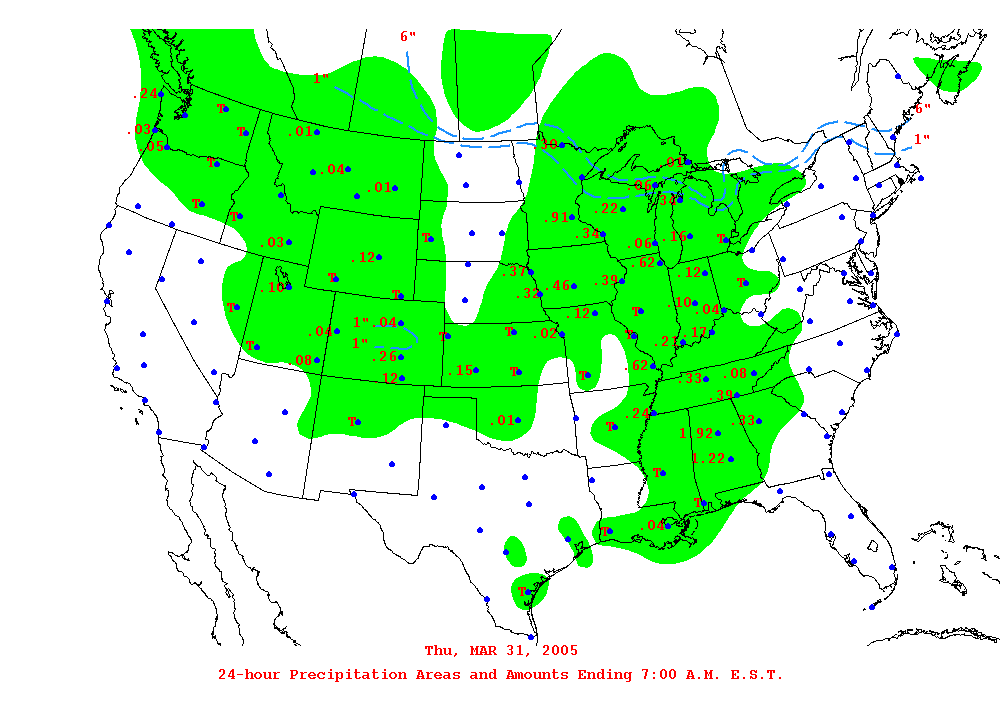 6"
1"
.24
T
6"
.03
T
.01
1"
.05
T
.30
.04
.01
.01
.06
T
T
.91
.22
.34
.34
.06
.16
T
T
.03
.12
.62
.12
.37
.10
T
T
.32
.46
.39
T
T
.12
T
.10
.04
.04
1".04
T
T
.02
T
.21
.17
T
1"
.08
.26
.12
.15
T
T
.62
.33
.08
.39
T
.01
T
.24
.33
1.92
1.22
T
T
T
.04
T
Thu, MAR 31, 2005
24-hour Precipitation Areas and Amounts Ending 7:00 A.M. E.S.T.